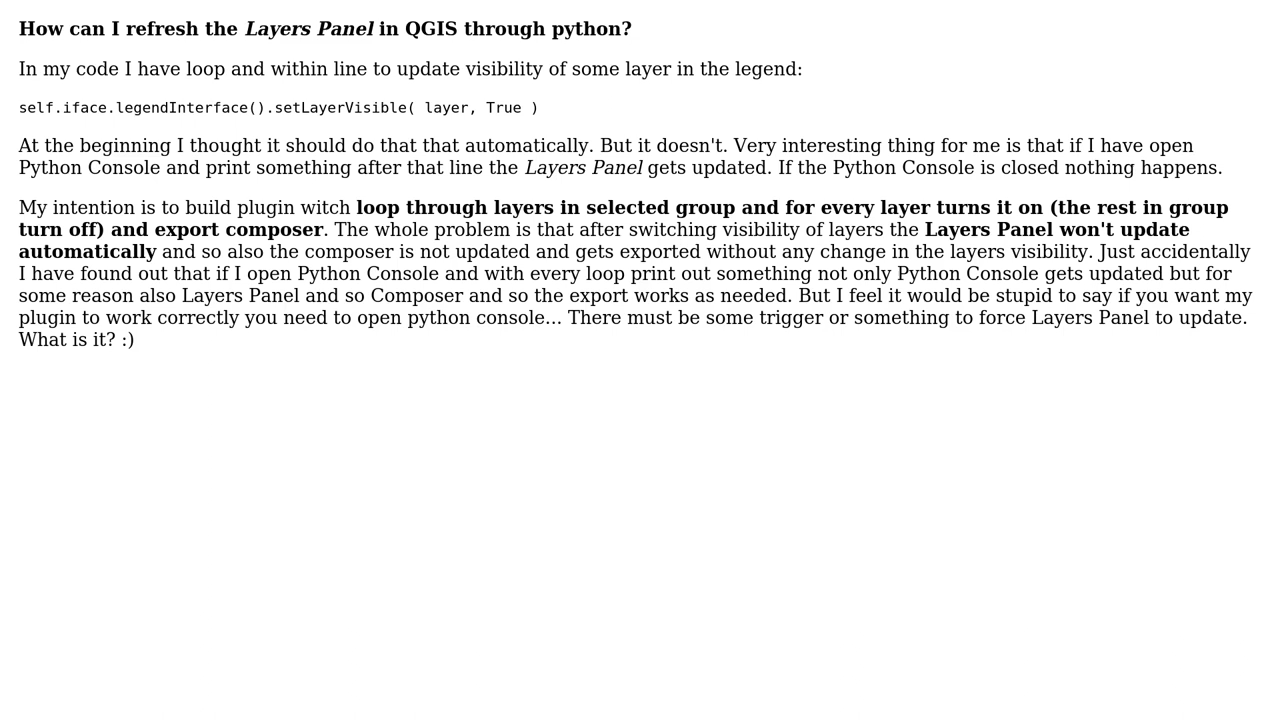 How can I refresh the Layers Panel in QGIS through python?
In my code I have loop and within line to update visibility of some layer in the legend:
self.iface.legendInterface().setLayerVisible( layer, True )
At the beginning I thought it should do that that automatically. But it doesn't. Very interesting thing for me is that if I have open
Python Console and print something after that line the Layers Panel gets updated. If the Python Console is closed nothing happens.
My intention is to build plugin witch loop through layers in selected group and for every layer turns it on (the rest in group
turn off) and export composer. The whole problem is that after switching visibility of layers the Layers Panel won't update
automatically and so also the composer is not updated and gets exported without any change in the layers visibility. Just accidentally
I have found out that if I open Python Console and with every loop print out something not only Python Console gets updated but for
some reason also Layers Panel and so Composer and so the export works as needed. But I feel it would be stupid to say if you want my
plugin to work correctly you need to open python console... There must be some trigger or something to force Layers Panel to update.
What is it? :)